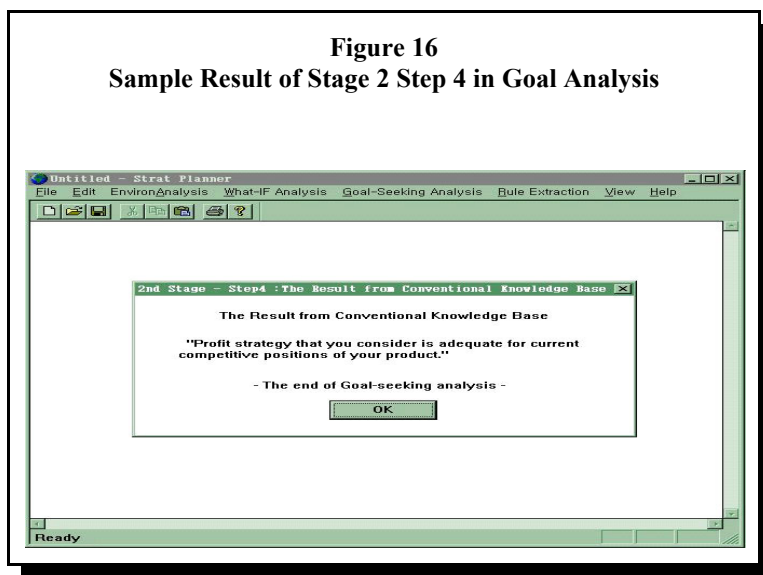 Figure 16
Sample Result of Stage 2 Step 4 in Goal Analysis
Untitled - Strat Planner
File Edit EnvironAnalysis What-IF Analysis Goal-Seeking Analysis Rule Extraction View Help
2nd Stage - Step4 :The Result from Conventional Knowledge Base
The Result from Conventional Knowledge Base
"Profit strategy that you consider is adequate for current
competitive positions of your product."
- The end of Goal-seeking analysis -
OK
Ready